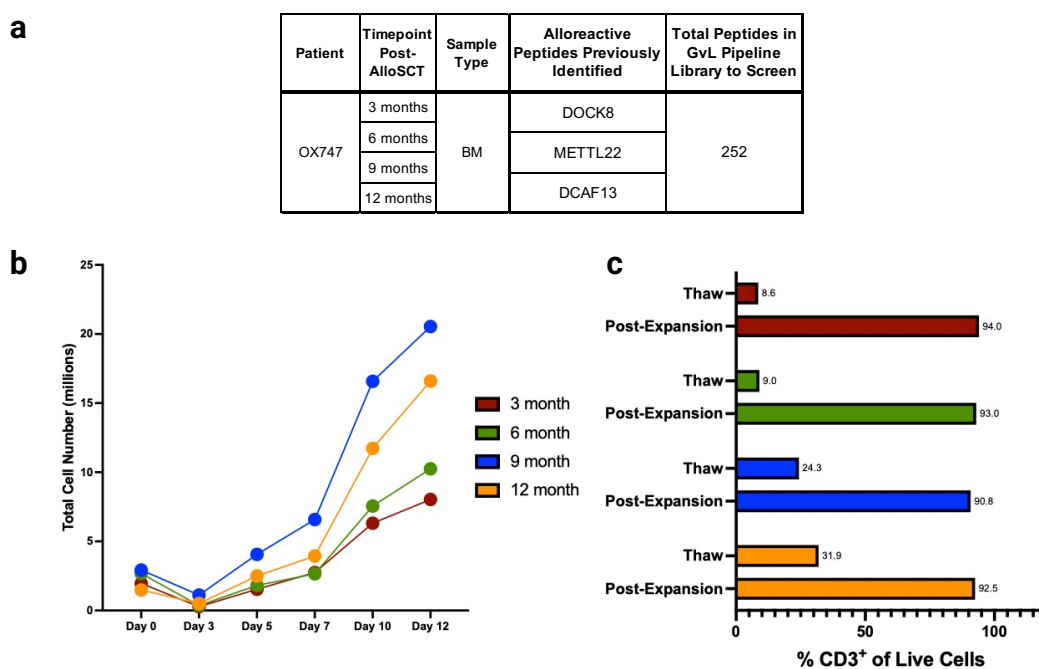 a
Patient
Timepoint
Post-
AlloSCT
Sample
Type
Alloreactive
Peptides Previously
Identified
Total Peptides in
GvL Pipeline
Library to Screen
OX747
3 months
6 months
9 months
12 months
BM
DOCK8
METTL22
DCAF13
252
b
Total Cell Number (millions)
25
20
15
10
5
0
Day 0
Day 3
Day 5
Day 7
Day 10
Day 12
3 month
6 month
9 month
12 month
c
Thaw
8.6
Post-Expansion
94.0
Thaw
9.0
Post-Expansion
93.0
Thaw
24.3
Post-Expansion
90.8
Thaw
31.9
Post-Expansion
92.5
0
50
100
% CD3⁺ of Live Cells